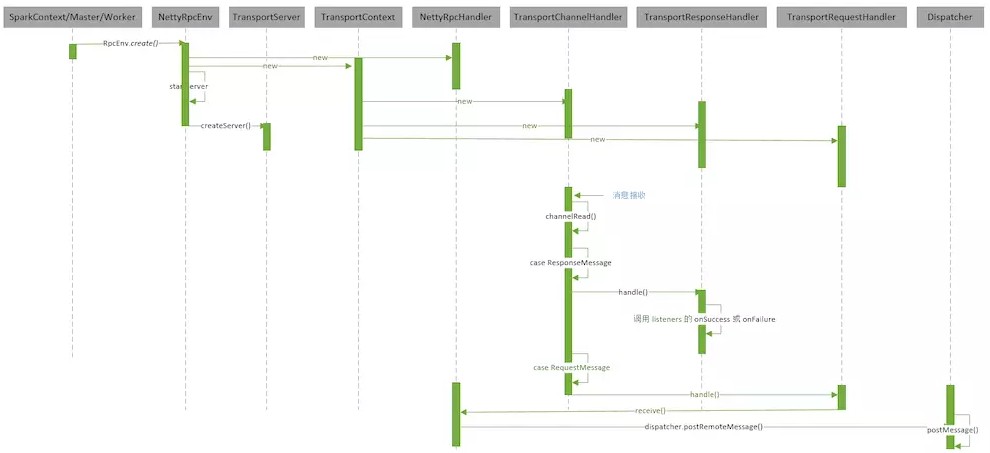 SparkContext/Master/Worker
NettyRpcEnv
TransportServer
TransportContext
NettyRpcHandler
TransportChannelHandler
TransportResponseHandler
TransportRequestHandler
Dispatcher
RpcEnv.create()
new
new
startServer
new
createServer()
new
new
消息接收
channelRead()
case ResponseMessage
handle()
调用 listeners 的 onSuccess 或 onFailure
case RequestMessage
handle()
receive()
dispatcher.postRemoteMessage()
postMessage()